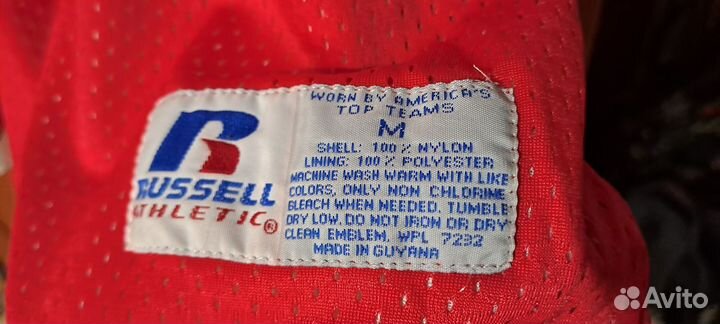 RUSSELL
ATHLETIC®
WORN BY AMERICA'S
TOP TEAMS
M
SHELL: 100 % NYLON
LINING: 100 % POLYESTER
MACHINE WASH WARM WITH LIKE
COLORS, ONLY NON CHLORINE
BLEACH WHEN NEEDED, TUMBLE
DRY LOW. DO NOT IRON OR DRY
CLEAN EMBLEM. WPL 7232
MADE IN GUYANA
Avito